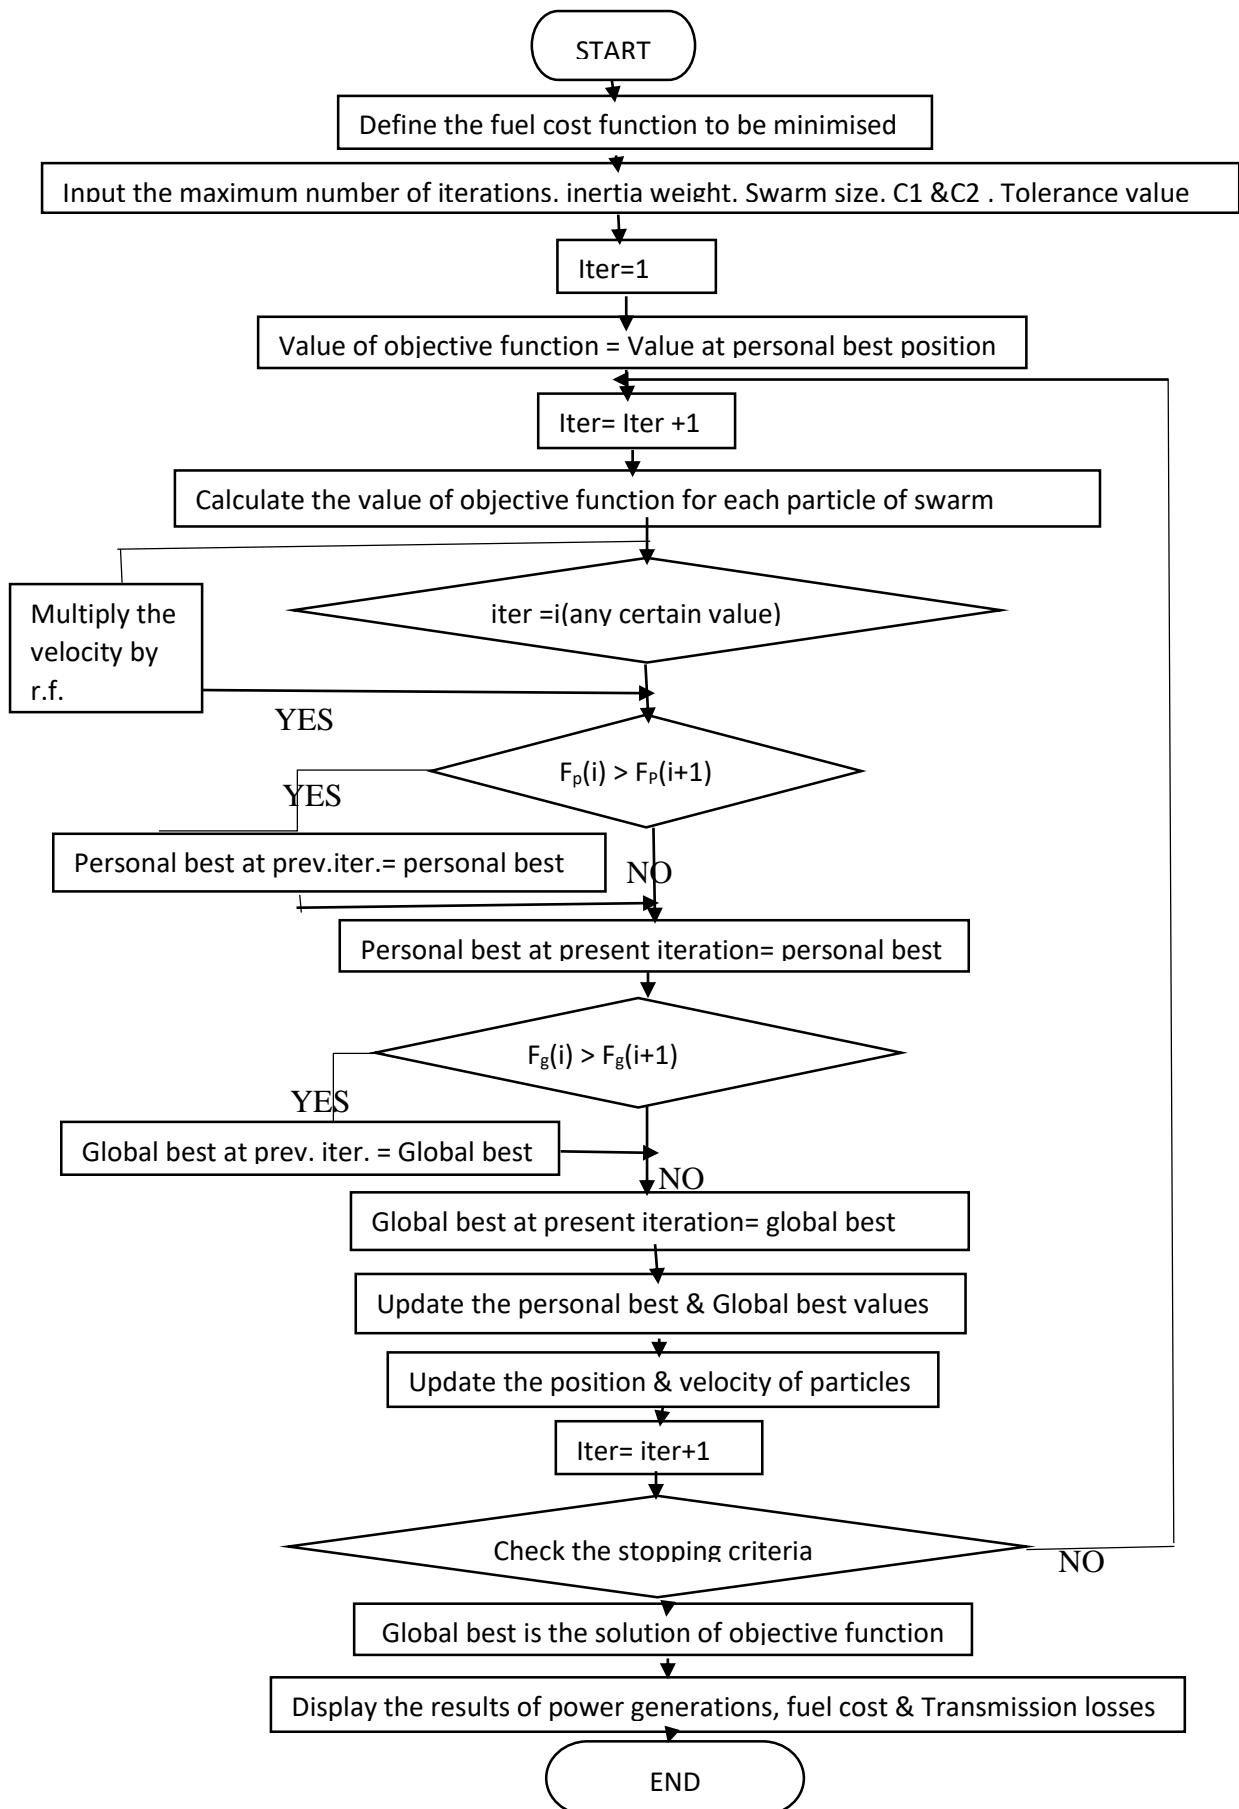 START
Define the fuel cost function to be minimised
Input the maximum number of iterations, inertia weight, Swarm size, C1 &C2 , Tolerance value
Iter=1
Value of objective function = Value at personal best position
Iter= Iter +1
Calculate the value of objective function for each particle of swarm
iter =i(any certain value)
Multiply the
velocity by
r.f.
YES
Fp(i) > FP(i+1)
YES
Personal best at prev.iter.= personal best
NO
Personal best at present iteration= personal best
Fg(i) > Fg(i+1)
YES
Global best at prev. iter. = Global best
NO
Global best at present iteration= global best
Update the personal best & Global best values
Update the position & velocity of particles
Iter= iter+1
Check the stopping criteria
NO
Global best is the solution of objective function
Display the results of power generations, fuel cost & Transmission losses
END